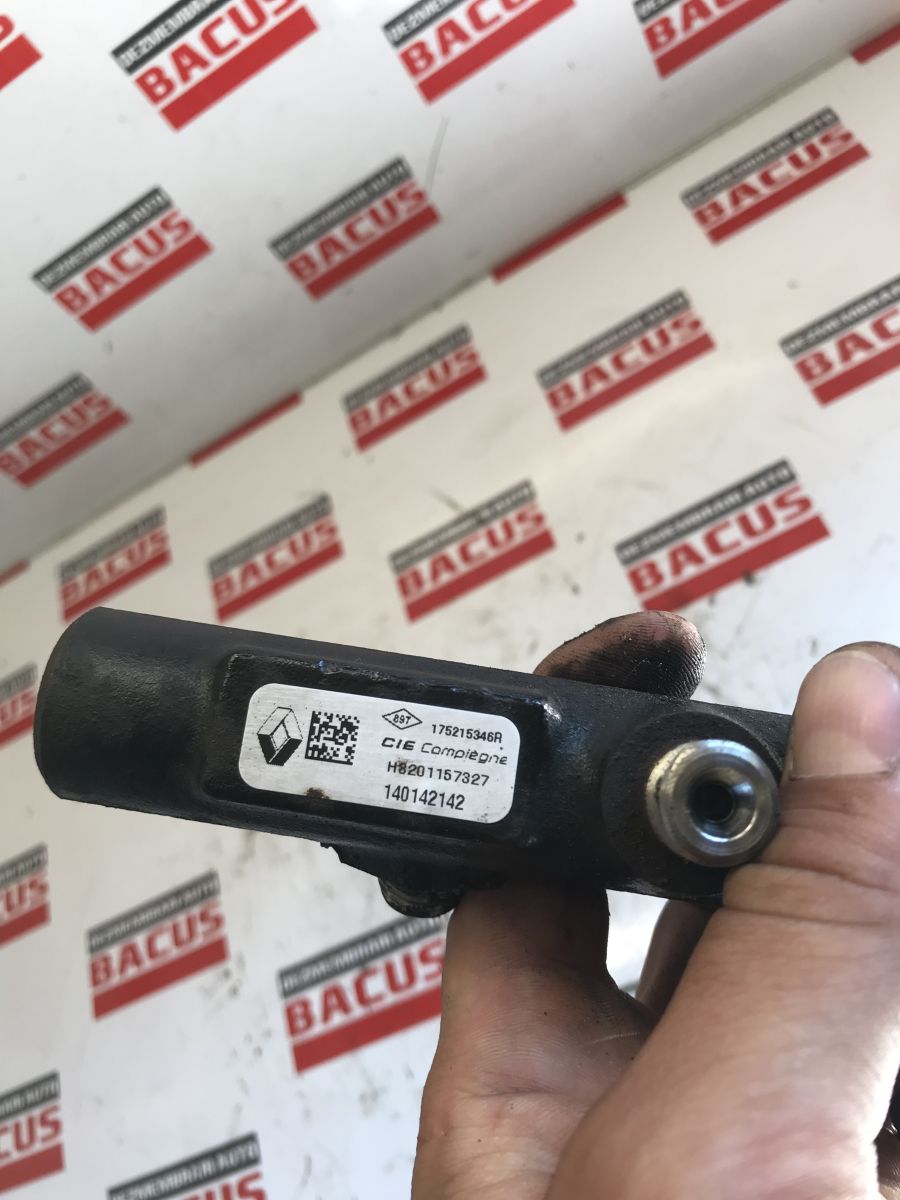 DEZMEMBRARI AUTO
BACUS
897
175215346R
CIE Compiègne
H8201157327
140142142